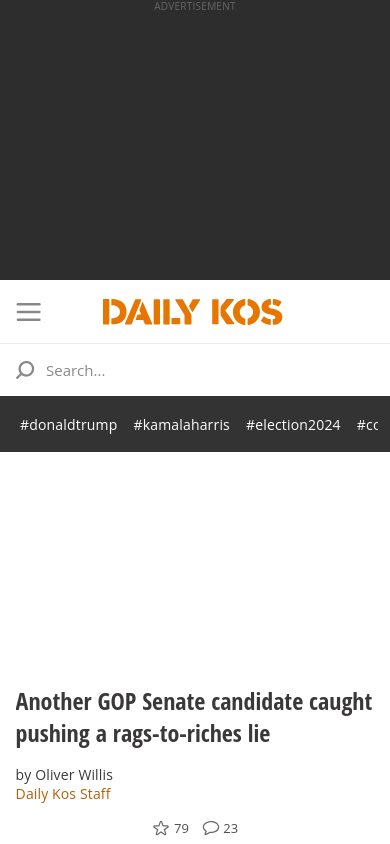 ADVERTISEMENT
DAILY KOS
Search...
#donaldtrump #kamalaharris #election2024
Another GOP Senate candidate caught
pushing a rags-to-riches lie
by Oliver Willis
Daily Kos Staff
79 23